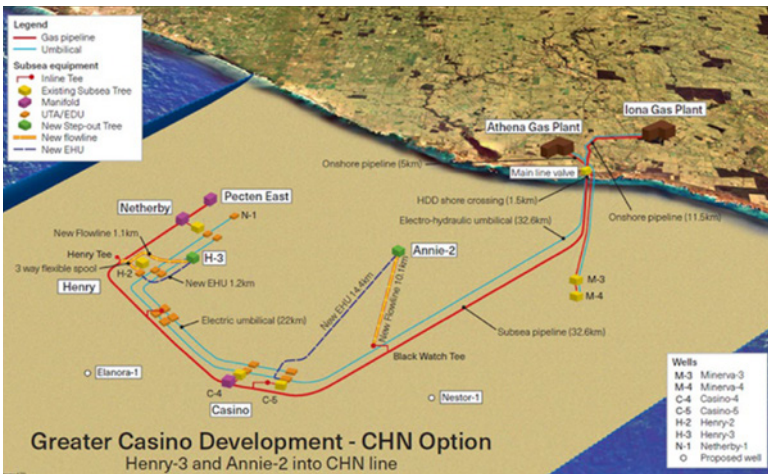 Legend
Gas pipeline
Umbilical
Subsea equipment
Inline Tee
Existing Subsea Tree
Manifold
UTA/EDU
New Step-out Tree
New flowline
New EHU
Iona Gas Plant
Athena Gas Plant
Onshore pipeline (5km)
Main line valve
HDD shore crossing (1.5km)
Onshore pipeline (11.5km)
Pecten East
Netherby
N-1
Electro-hydraulic umbilical (32.6km)
New Flowline 1.1km
Henry Tee
H-3
Annie-2
3 way flexible spool
H-2
New EHU 1.2km
Henry
M-3
M-4
New EHU 14.4km
New Flowline 10.1km
Electric umbilical (22km)
Subsea pipeline (32.6km)
Black Watch Tee
Elanora-1
C-4
C-5
Casino
Nestor-1
Wells
M-3 Minerva-3
M-4 Minerva-4
C-4 Casino-4
C-5 Casino-5
H-2 Henry-2
H-3 Henry-3
N-1 Netherby-1
Proposed well
Greater Casino Development - CHN Option
Henry-3 and Annie-2 into CHN line